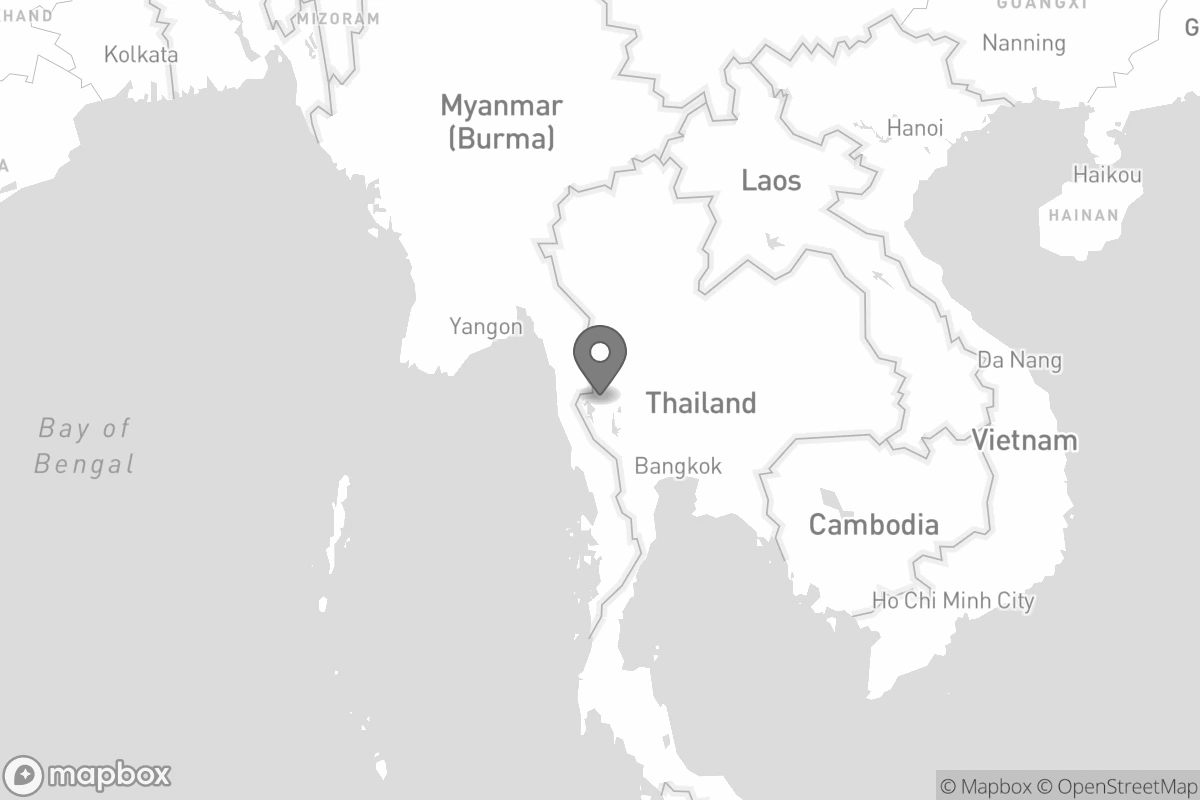 KHAND
MIZORAM
GUANGXI
G
Kolkata
Nanning
Myanmar
(Burma)
Hanoi
A
Laos
Haikou
HAINAN
Yangon
Da Nang
Thailand
Bay of
Bengal
Vietnam
Bangkok
Cambodia
Ho Chi Minh City
mapbox
© Mapbox © OpenStreetMap